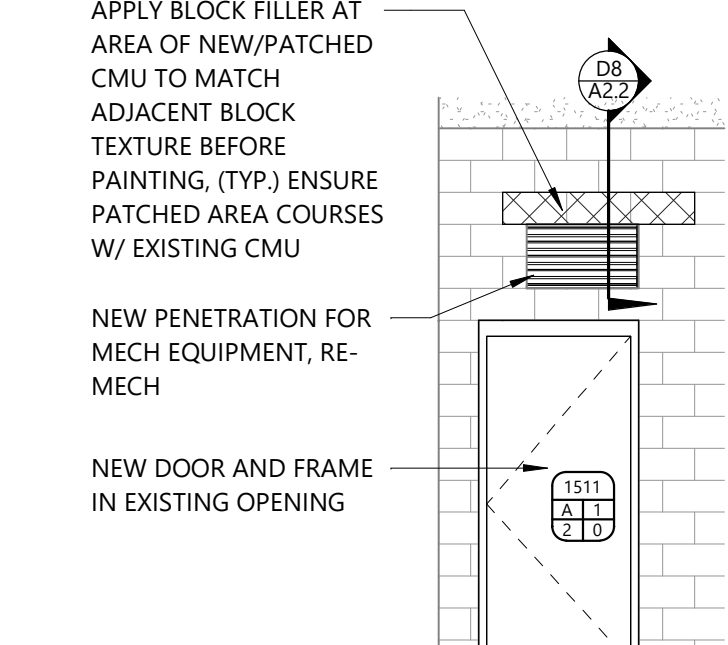 APPLY BLOCK FILLER AT
AREA OF NEW/PATCHED
CMU TO MATCH
ADJACENT BLOCK
TEXTURE BEFORE
PAINTING, (TYP.) ENSURE
PATCHED AREA COURSES
W/ EXISTING CMU
D8
A2.2
NEW PENETRATION FOR
MECH EQUIPMENT, RE-
MECH
NEW DOOR AND FRAME
IN EXISTING OPENING
1511
A 1
2 0